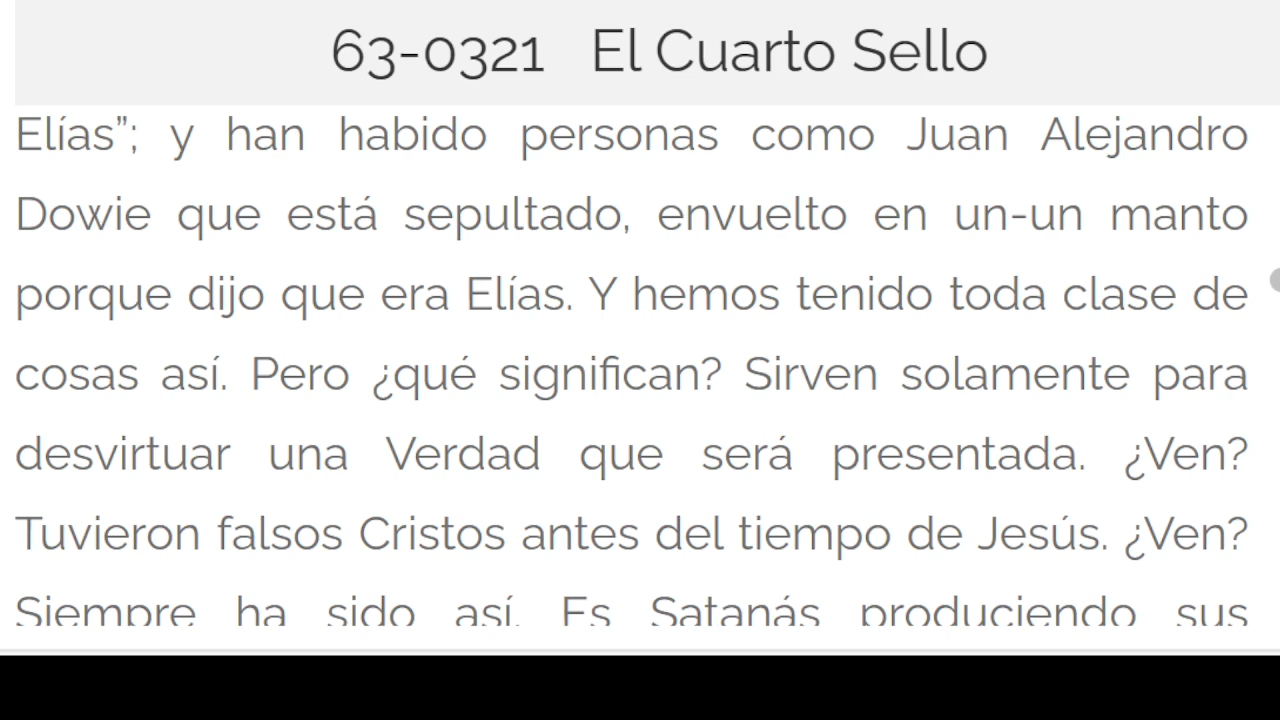 63-0321 El Cuarto Sello
Elías”; y han habido personas como Juan Alejandro
Dowie que está sepultado, envuelto en un-un manto
porque dijo que era Elías. Y hemos tenido toda clase de
cosas así. Pero ¿qué significan? Sirven solamente para
desvirtuar una Verdad que será presentada. ¿Ven?
Tuvieron falsos Cristos antes del tiempo de Jesús. ¿Ven?
Siempre ha sido así. Es Satanás produciendo sus